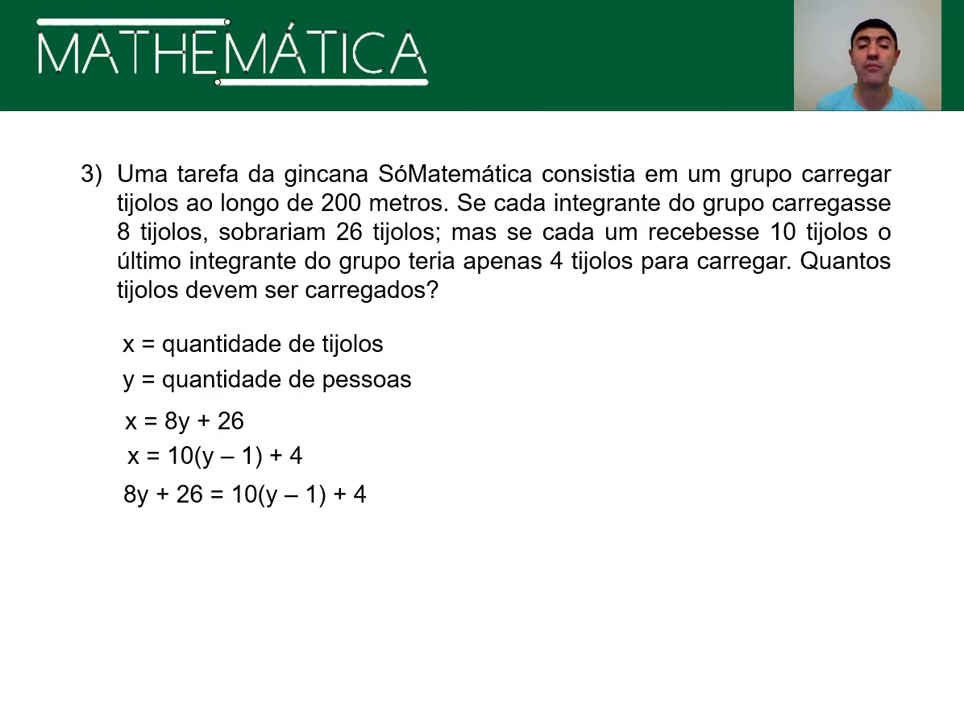 MATHEMÁTICA
3) Uma tarefa da gincana SóMatemática consistia em um grupo carregar
tijolos ao longo de 200 metros. Se cada integrante do grupo carregasse
8 tijolos, sobrariam 26 tijolos; mas se cada um recebesse 10 tijolos o
último integrante do grupo teria apenas 4 tijolos para carregar. Quantos
tijolos devem ser carregados?
x = quantidade de tijolos
y = quantidade de pessoas
x = 8y + 26
x = 10(y – 1) + 4
8y + 26 = 10(y – 1) + 4